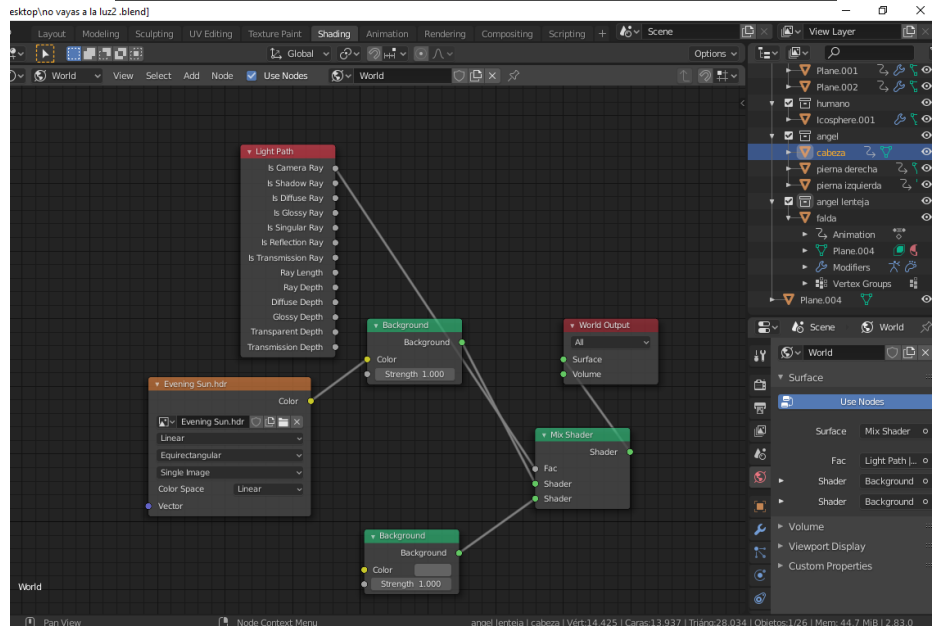 esktop\no vayas a la luz2 .blend]
Layout Modeling Sculpting UV Editing Texture Paint Shading Animation Rendering Compositing Scripting + Scene View Layer
Global Options
World View Select Add Node Use Nodes World
Plane.001
Plane.002
humano
Icosphere.001
angel
cabeza
pierna derecha
pierna izquierda
angel lenteja
falda
Animation
Plane.004
Modifiers
Vertex Groups
Plane.004
Light Path
Is Camera Ray
Is Shadow Ray
Is Diffuse Ray
Is Glossy Ray
Is Singular Ray
Is Reflection Ray
Is Transmission Ray
Ray Length
Ray Depth
Diffuse Depth
Glossy Depth
Transparent Depth
Transmission Depth
Background
Background
Color
Strength 1.000
World Output
All
Surface
Volume
Evening Sun.hdr
Color
Evening Sun.hdr
Linear
Equirectangular
Single Image
Color Space Linear
Vector
Mix Shader
Shader
Fac
Shader
Shader
Background
Background
Color
Strength 1.000
World
Scene World
World
Surface
Use Nodes
Surface Mix Shader
Fac Light Path |...
Shader Background
Shader Background
Volume
Viewport Display
Custom Properties
Pan View Node Context Menu angel lenteja | cabeza | Vért:14.425 | Caras:13.937 | Triáng:28.034 | Objetos:1/26 | Mem: 44.7 MiB | 2.83.0